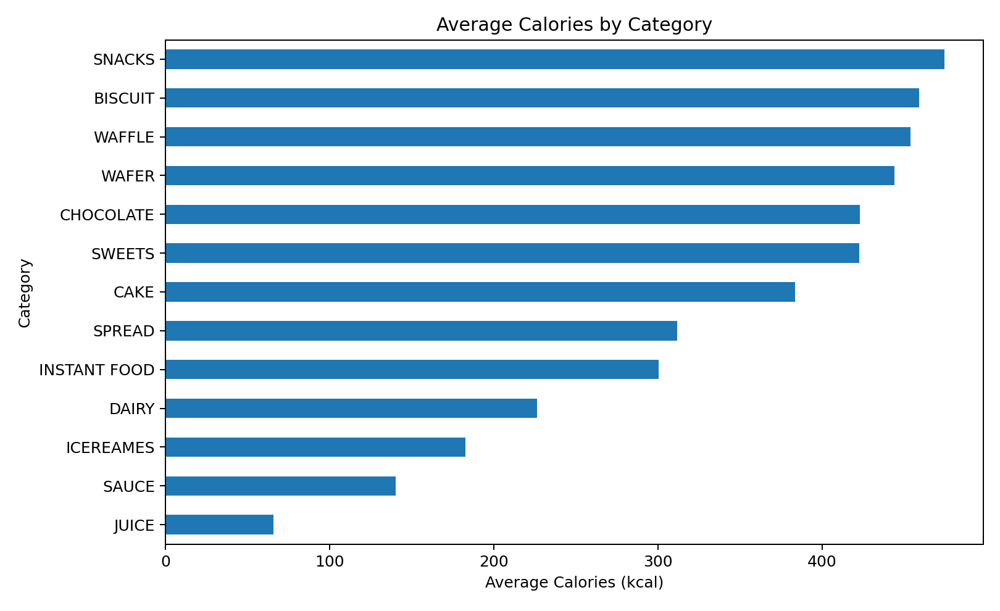 Average Calories by Category
SNACKS
BISCUIT
WAFFLE
WAFER
CHOCOLATE
SWEETS
CAKE
SPREAD
INSTANT FOOD
DAIRY
ICEREAMES
SAUCE
JUICE
Category
0 100 200 300 400
Average Calories (kcal)